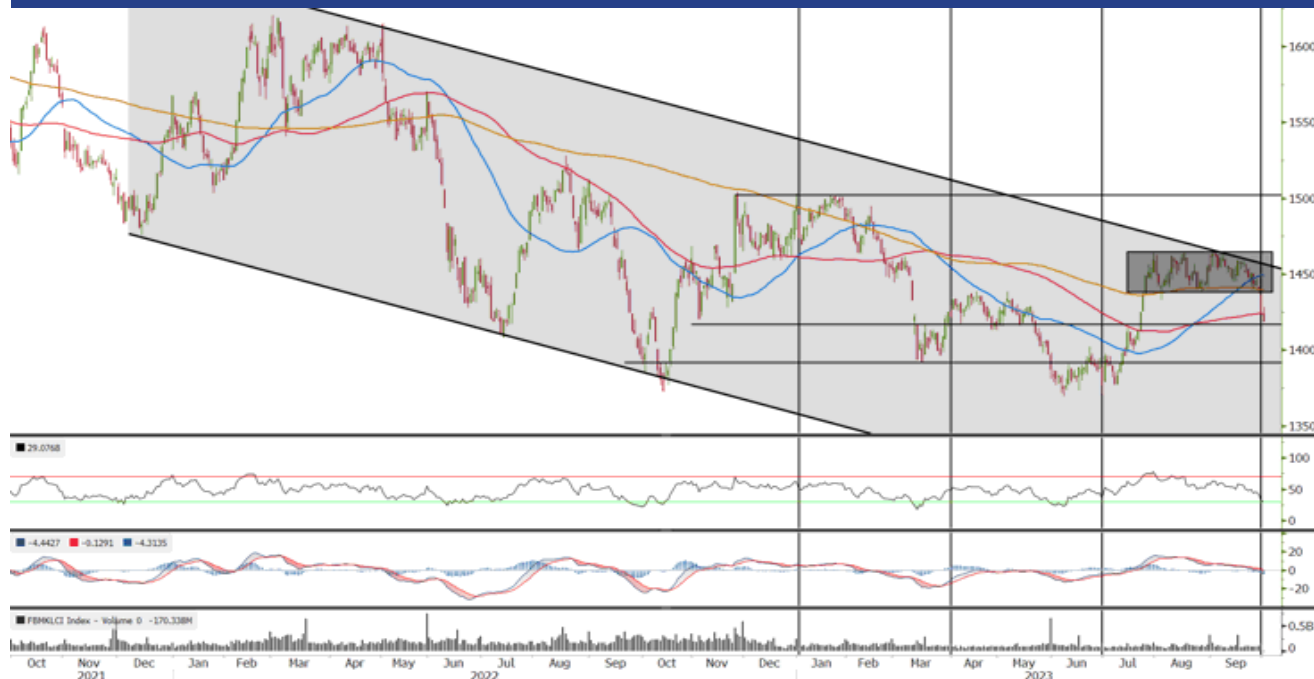 1600
1550
1500
1450
1400
1350
29.0768
100
50
0
-4.4427 -0.1291 -4.3135
20
0
-20
FBMKLCI Index - Volume 0 -170.338M
0.5B
0
Oct Nov Dec Jan Feb Mar Apr May Jun Jul Aug Sep Oct Nov Dec Jan Feb Mar Apr May Jun Jul Aug Sep
2021 2022 2023